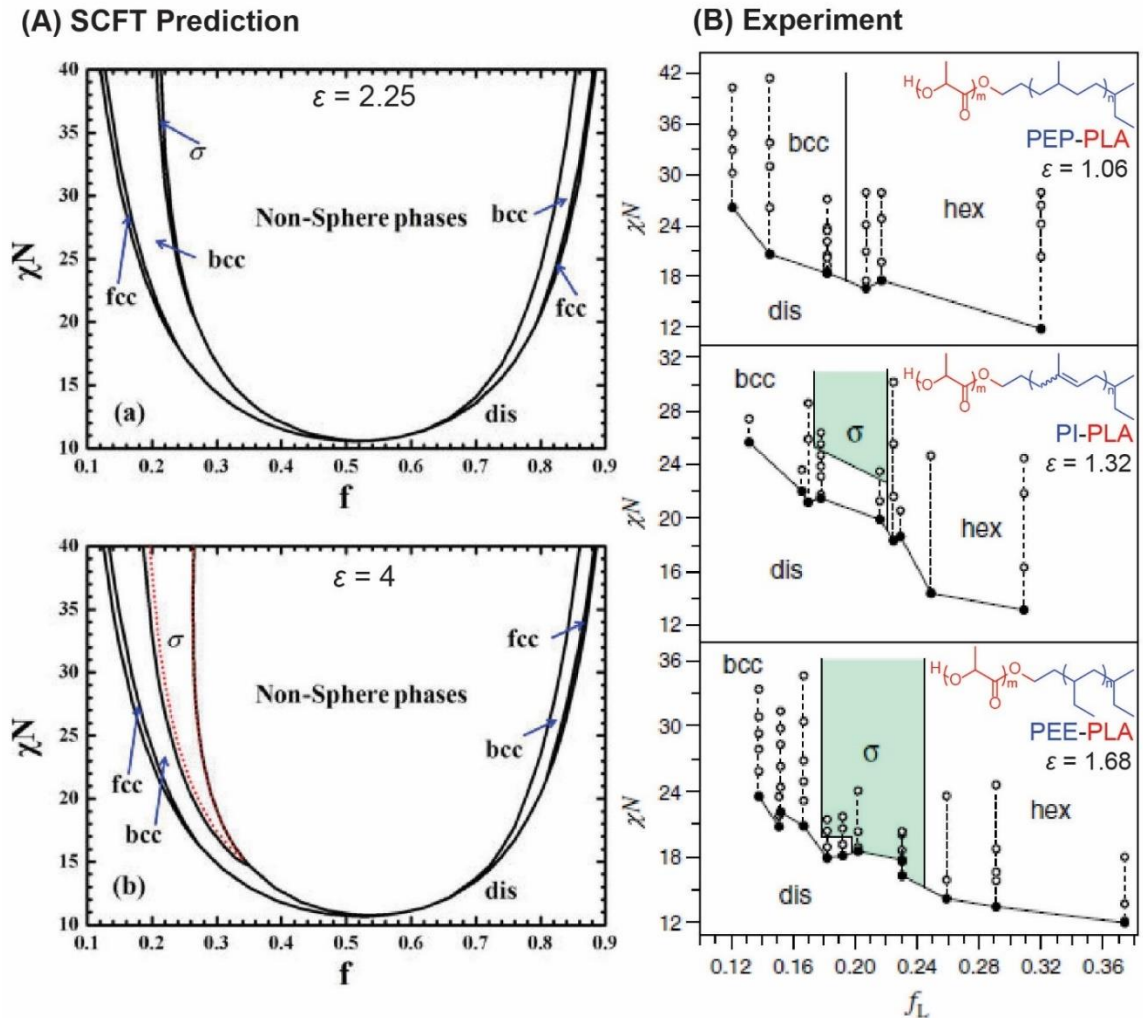 (A) SCFT Prediction
40
35
30
25
20
15
10
χN
ε = 2.25
σ
Non-Sphere phases
bcc
bcc
fcc
fcc
dis
(a)
0.1 0.2 0.3 0.4 0.5 0.6 0.7 0.8 0.9
f
40
35
30
25
20
15
10
χN
ε = 4
σ
fcc
Non-Sphere phases
fcc
bcc
bcc
dis
(b)
0.1 0.2 0.3 0.4 0.5 0.6 0.7 0.8 0.9
f
(B) Experiment
42
36
30
24
18
12
χN
bcc
hex
dis
H O O m O n
PEP-PLA
ε = 1.06
32
28
24
20
16
12
χN
bcc
σ
hex
dis
H O O m O n
PI-PLA
ε = 1.32
36
30
24
18
12
χN
bcc
σ
hex
dis
H O O m O n
PEE-PLA
ε = 1.68
0.12 0.16 0.20 0.24 0.28 0.32 0.36
fL